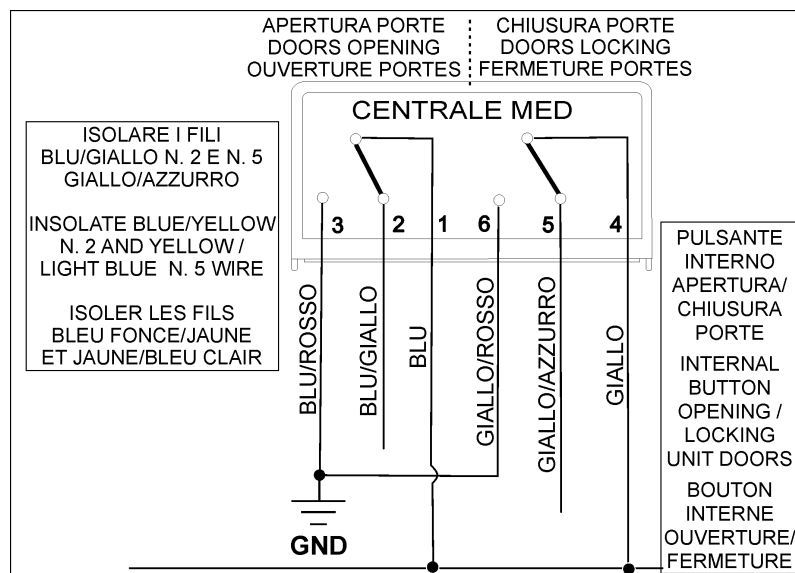 APERTURA PORTE
DOORS OPENING
OUVERTURE PORTES
CHIUSURA PORTE
DOORS LOCKING
FERMETURE PORTES
CENTRALE MED
ISOLARE I FILI
BLU/GIALLO N. 2 E N. 5
GIALLO/AZZURRO
INSOLATE BLUE/YELLOW
N. 2 AND YELLOW /
LIGHT BLUE N. 5 WIRE
ISOLER LES FILS
BLEU FONCE/JAUNE
ET JAUNE/BLEU CLAIR
3 2 1 6 5 4
BLU/ROSSO
BLU/GIALLO
BLU
GIALLO/ROSSO
GIALLO/AZZURRO
GIALLO
GND
PULSANTE
INTERNO
APERTURA/
CHIUSURA
PORTE
INTERNAL
BUTTON
OPENING /
LOCKING
UNIT DOORS
BOUTON
INTERNE
OUVERTURE/
FERMETURE